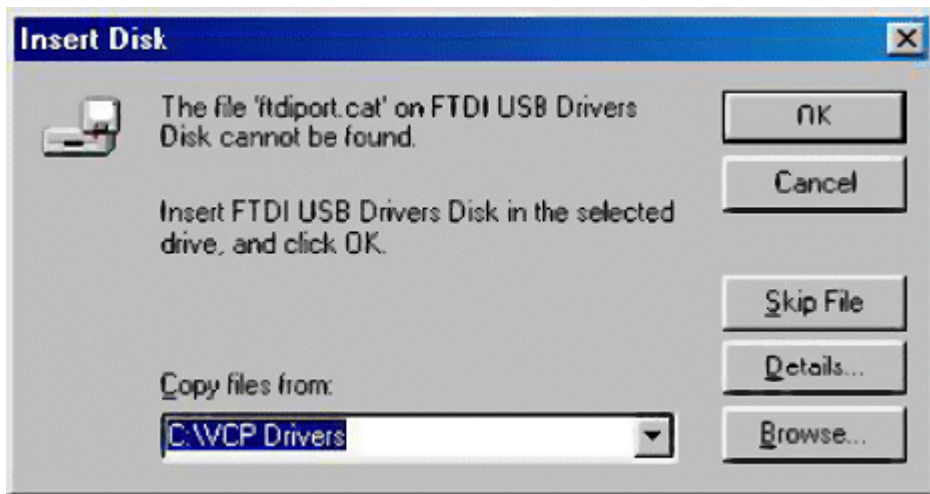 Insert Disk
The file 'ftdiport.cat' on FTDI USB Drivers
Disk cannot be found.
Insert FTDI USB Drivers Disk in the selected
drive, and click OK.
Copy files from:
C:\VCP Drivers
OK
Cancel
Skip File
Details...
Browse...